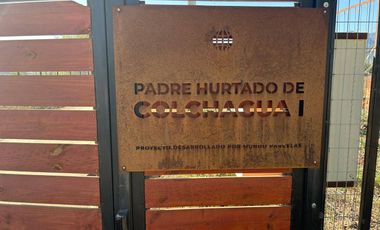 PADRE HURTADO DE
COLCHAGUA I
PROYECTO DESARROLLADO POR MUNDO PARCELAS